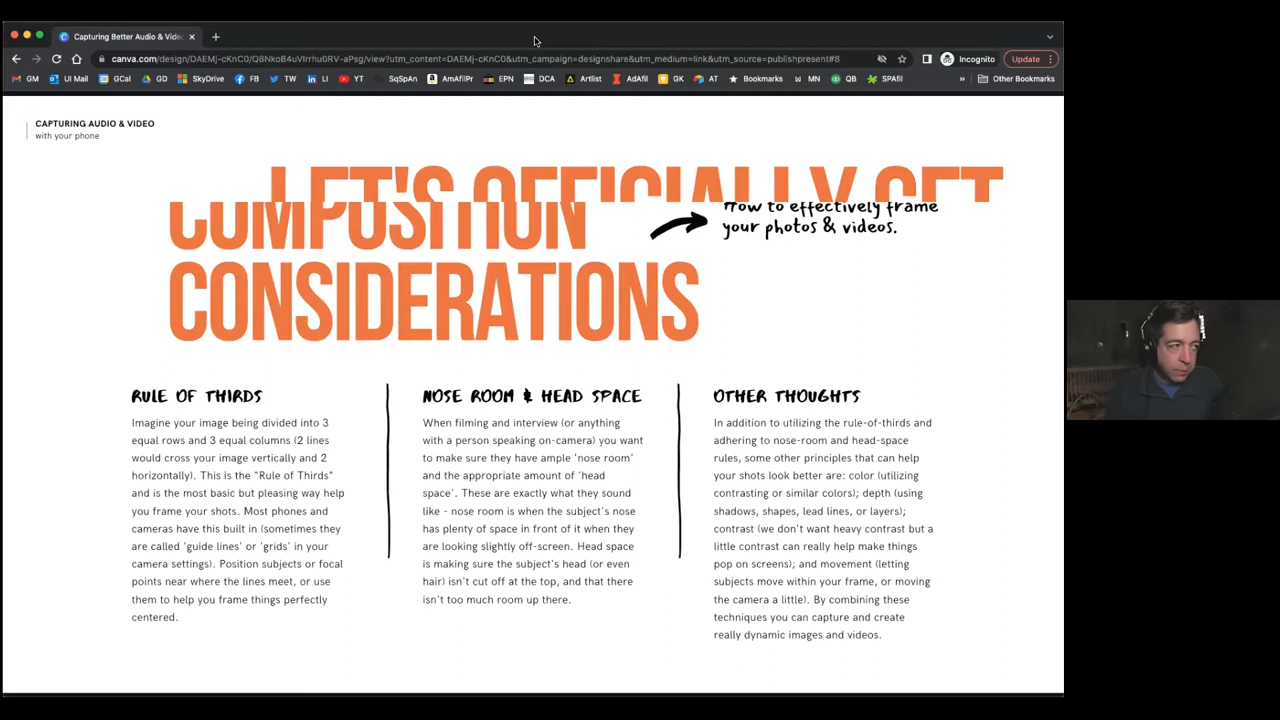 Capturing Better Audio & Vide
canva.com/design/DAEMj-cKnC0/QBNkoB4uVIrrhu0RV-aPsg/view?utm_content=DAEMj-cKnC0&utm_campaign=designshare&utm_medium=link&utm_source=publishpresent#8
Incognito
Update
GM UI Mail GCal GD SkyDrive FB TW LI YT SqSpAn AmAfilPr EPN DCA Artlist AdAfil GK AT Bookmarks MN QB SPAfil » Other Bookmarks
CAPTURING AUDIO & VIDEO
with your phone
LET'S OFFICIALLY GET
COMPOSITION
CONSIDERATIONS
How to effectively frame
your photos & videos.
RULE OF THIRDS
Imagine your image being divided into 3
equal rows and 3 equal columns (2 lines
would cross your image vertically and 2
horizontally). This is the "Rule of Thirds"
and is the most basic but pleasing way help
you frame your shots. Most phones and
cameras have this built in (sometimes they
are called 'guide lines' or 'grids' in your
camera settings). Position subjects or focal
points near where the lines meet, or use
them to help you frame things perfectly
centered.
NOSE ROOM & HEAD SPACE
When filming and interview (or anything
with a person speaking on-camera) you want
to make sure they have ample 'nose room'
and the appropriate amount of 'head
space'. These are exactly what they sound
like - nose room is when the subject's nose
has plenty of space in front of it when they
are looking slightly off-screen. Head space
is making sure the subject's head (or even
hair) isn't cut off at the top, and that there
isn't too much room up there.
OTHER THOUGHTS
In addition to utilizing the rule-of-thirds and
adhering to nose-room and head-space
rules, some other principles that can help
your shots look better are: color (utilizing
contrasting or similar colors); depth (using
shadows, shapes, lead lines, or layers);
contrast (we don't want heavy contrast but a
little contrast can really help make things
pop on screens); and movement (letting
subjects move within your frame, or moving
the camera a little). By combining these
techniques you can capture and create
really dynamic images and videos.